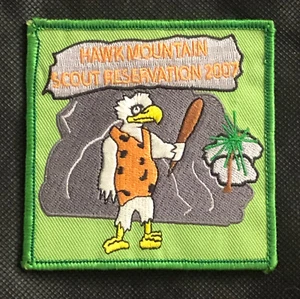 HAWK MOUNTAIN
SCOUT RESERVATION 2007